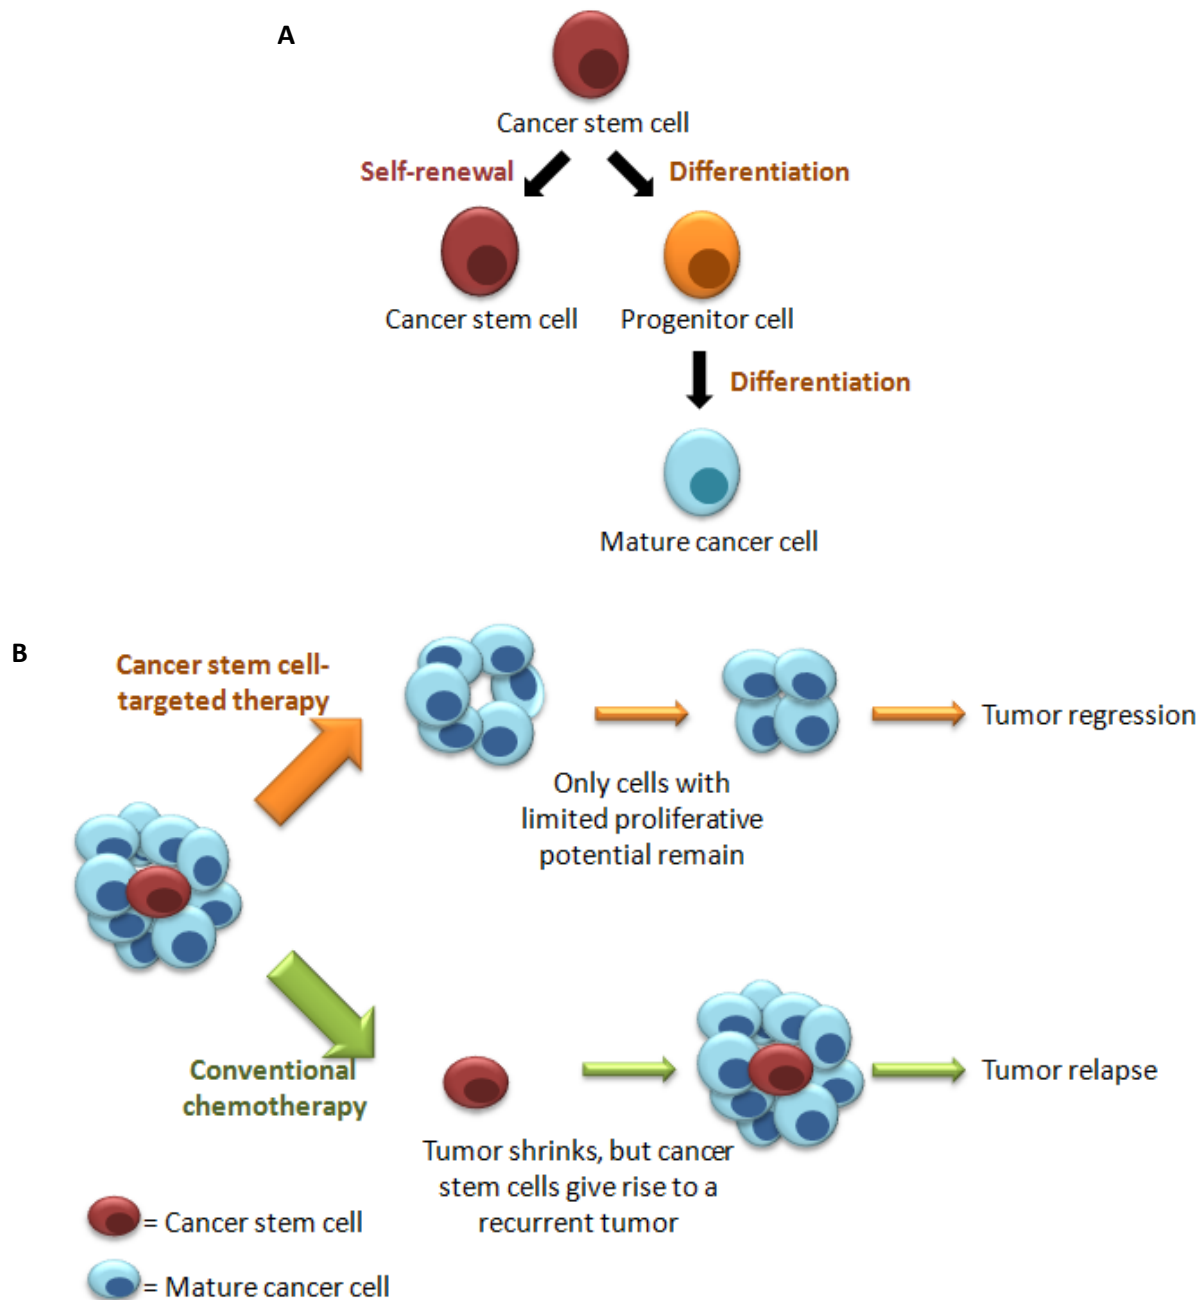 A
Cancer stem cell
Self-renewal
Differentiation
Cancer stem cell
Progenitor cell
Differentiation
Mature cancer cell
B
Cancer stem cell-
targeted therapy
Only cells with
limited proliferative
potential remain
Tumor regression
Conventional
chemotherapy
Tumor shrinks, but cancer
stem cells give rise to a
recurrent tumor
Tumor relapse
= Cancer stem cell
= Mature cancer cell